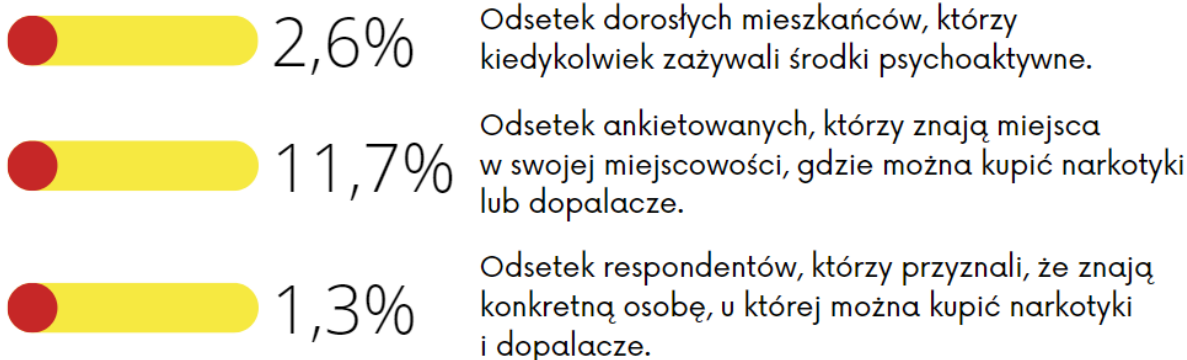 2,6%
Odsetek dorosłych mieszkańców, którzy
kiedykolwiek zażywali środki psychoaktywne.
11,7%
Odsetek ankietowanych, którzy znają miejsca
w swojej miejscowości, gdzie można kupić narkotyki
lub dopalacze.
1,3%
Odsetek respondentów, którzy przyznali, że znają
konkretną osobę, u której można kupić narkotyki
i dopalacze.